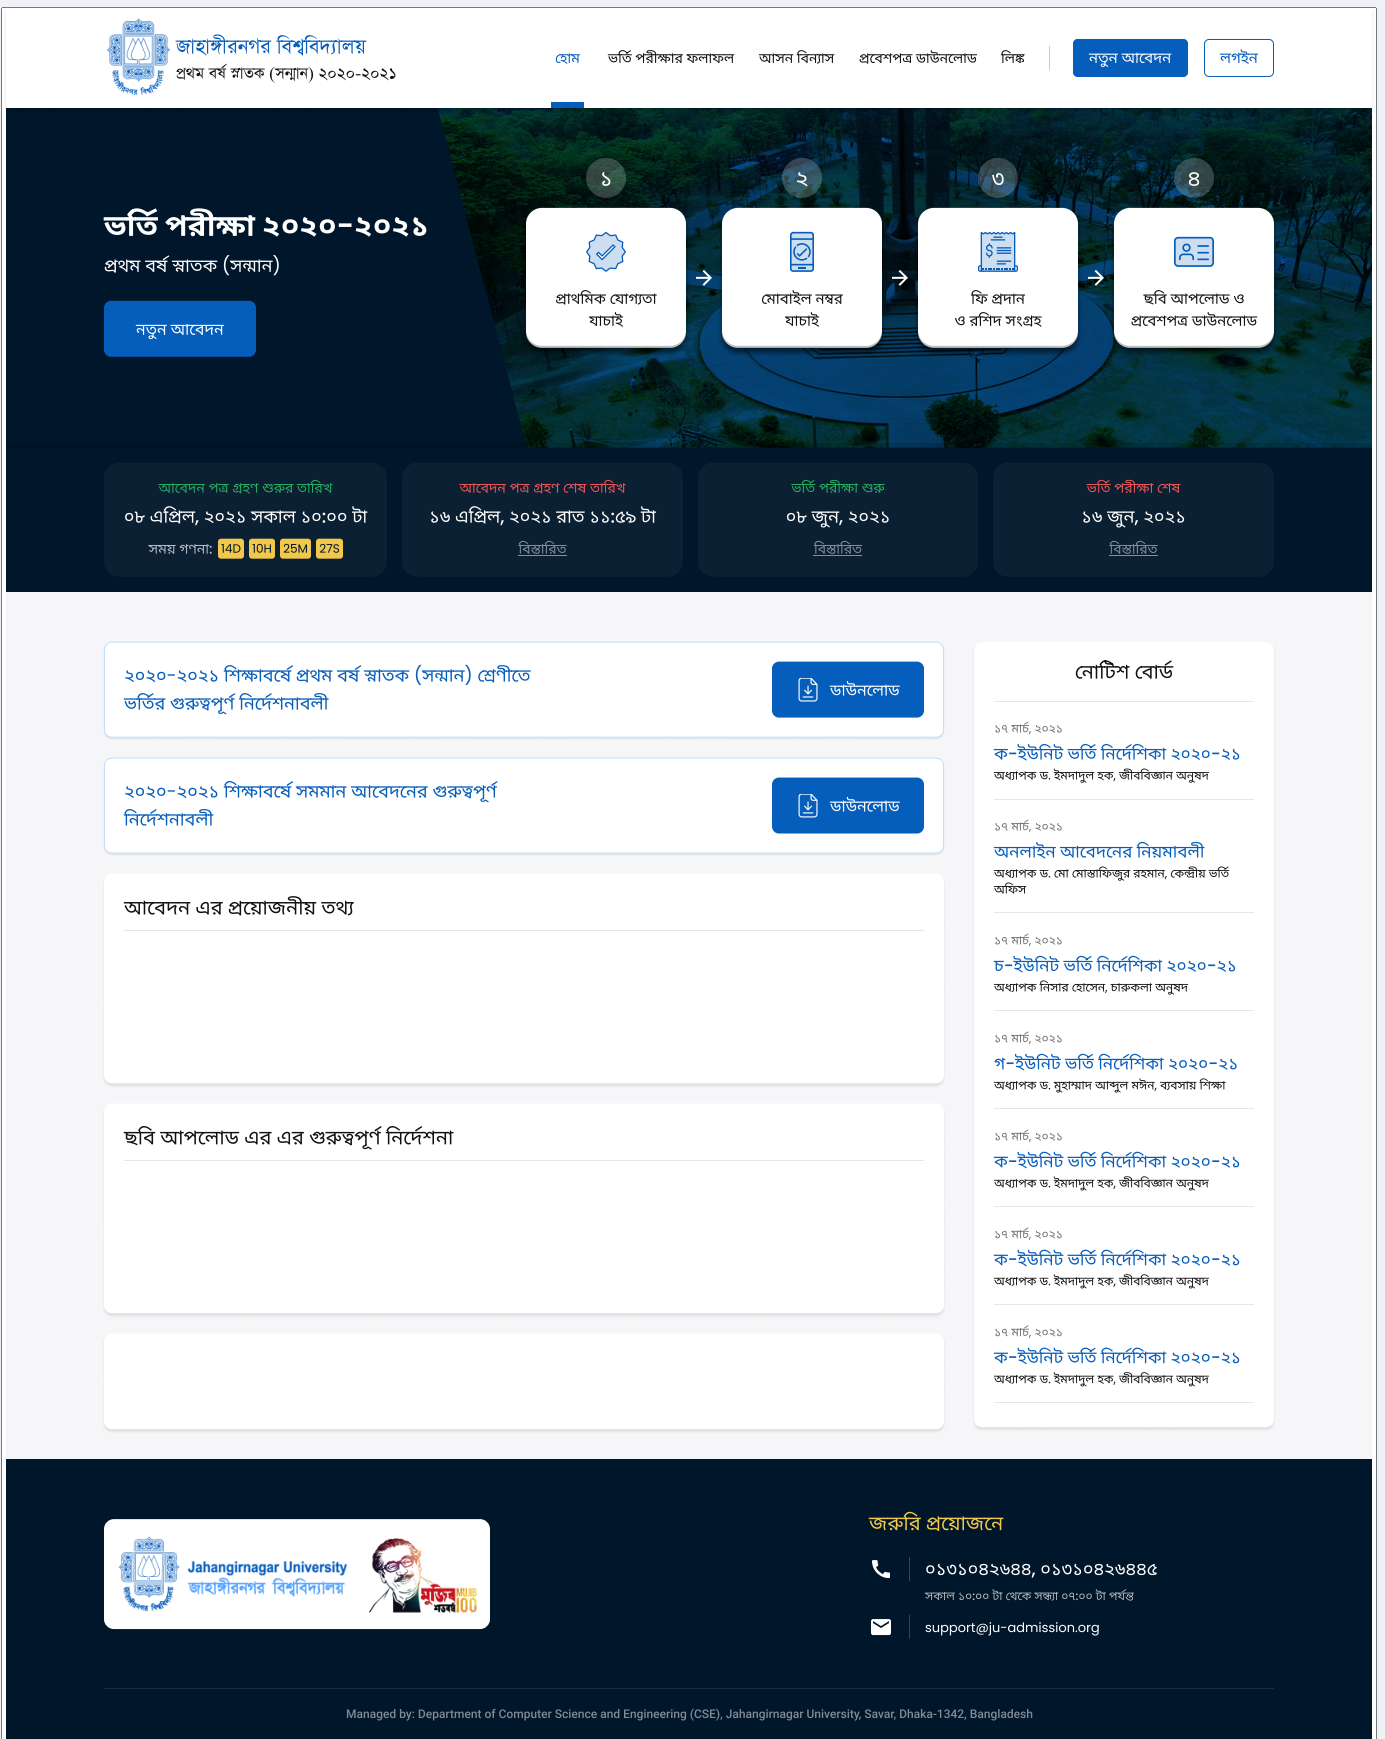 জাহাঙ্গীরনগর বিশ্ববিদ্যালয়
প্রথম বর্ষ স্নাতক (সন্মান) ২০২০-২০২১
হোম
ভর্তি পরীক্ষার ফলাফল
আসন বিন্যাস
প্রবেশপত্র ডাউনলোড
লিঙ্ক
নতুন আবেদন
লগইন
ভর্তি পরীক্ষা ২০২০-২০২১
প্রথম বর্ষ স্নাতক (সন্মান)
নতুন আবেদন
১
প্রাথমিক যোগ্যতা
যাচাই
২
মোবাইল নম্বর
যাচাই
৩
ফি প্রদান
ও রশিদ সংগ্রহ
৪
ছবি আপলোড ও
প্রবেশপত্র ডাউনলোড
আবেদন পত্র গ্রহণ শুরুর তারিখ
০৮ এপ্রিল, ২০২১ সকাল ১০:০০ টা
সময় গণনা: 14D 10H 25M 27S
আবেদন পত্র গ্রহণ শেষ তারিখ
১৬ এপ্রিল, ২০২১ রাত ১১:৫৯ টা
বিস্তারিত
ভর্তি পরীক্ষা শুরু
০৮ জুন, ২০২১
বিস্তারিত
ভর্তি পরীক্ষা শেষ
১৬ জুন, ২০২১
বিস্তারিত
২০২০-২০২১ শিক্ষাবর্ষে প্রথম বর্ষ স্নাতক (সন্মান) শ্রেণীতে
ভর্তির গুরুত্বপূর্ণ নির্দেশনাবলী
ডাউনলোড
২০২০-২০২১ শিক্ষাবর্ষে সমমান আবেদনের গুরুত্বপূর্ণ
নির্দেশনাবলী
ডাউনলোড
আবেদন এর প্রয়োজনীয় তথ্য
ছবি আপলোড এর এর গুরুত্বপূর্ণ নির্দেশনা
নোটিশ বোর্ড
১৭ মার্চ, ২০২১
ক-ইউনিট ভর্তি নির্দেশিকা ২০২০-২১
অধ্যাপক ড. ইমদাদুল হক, জীববিজ্ঞান অনুষদ
১৭ মার্চ, ২০২১
অনলাইন আবেদনের নিয়মাবলী
অধ্যাপক ড. মো মোস্তাফিজুর রহমান, কেন্দ্রীয় ভর্তি
অফিস
১৭ মার্চ, ২০২১
চ-ইউনিট ভর্তি নির্দেশিকা ২০২০-২১
অধ্যাপক নিসার হোসেন, চারুকলা অনুষদ
১৭ মার্চ, ২০২১
গ-ইউনিট ভর্তি নির্দেশিকা ২০২০-২১
অধ্যাপক ড. মুহাম্মাদ আব্দুল মঈন, ব্যবসায় শিক্ষা
১৭ মার্চ, ২০২১
ক-ইউনিট ভর্তি নির্দেশিকা ২০২০-২১
অধ্যাপক ড. ইমদাদুল হক, জীববিজ্ঞান অনুষদ
১৭ মার্চ, ২০২১
ক-ইউনিট ভর্তি নির্দেশিকা ২০২০-২১
অধ্যাপক ড. ইমদাদুল হক, জীববিজ্ঞান অনুষদ
১৭ মার্চ, ২০২১
ক-ইউনিট ভর্তি নির্দেশিকা ২০২০-২১
অধ্যাপক ড. ইমদাদুল হক, জীববিজ্ঞান অনুষদ
Jahangirnagar University
জাহাঙ্গীরনগর বিশ্ববিদ্যালয়
মুজিব MUJIB
শতবর্ষ 100
জরুরি প্রয়োজনে
০১৩১০৪২৬৪৪, ০১৩১০৪২৬৪৪৫
সকাল ১০:০০ টা থেকে সন্ধ্যা ০৭:০০ টা পর্যন্ত
support@ju-admission.org
Managed by: Department of Computer Science and Engineering (CSE), Jahangirnagar University, Savar, Dhaka-1342, Bangladesh